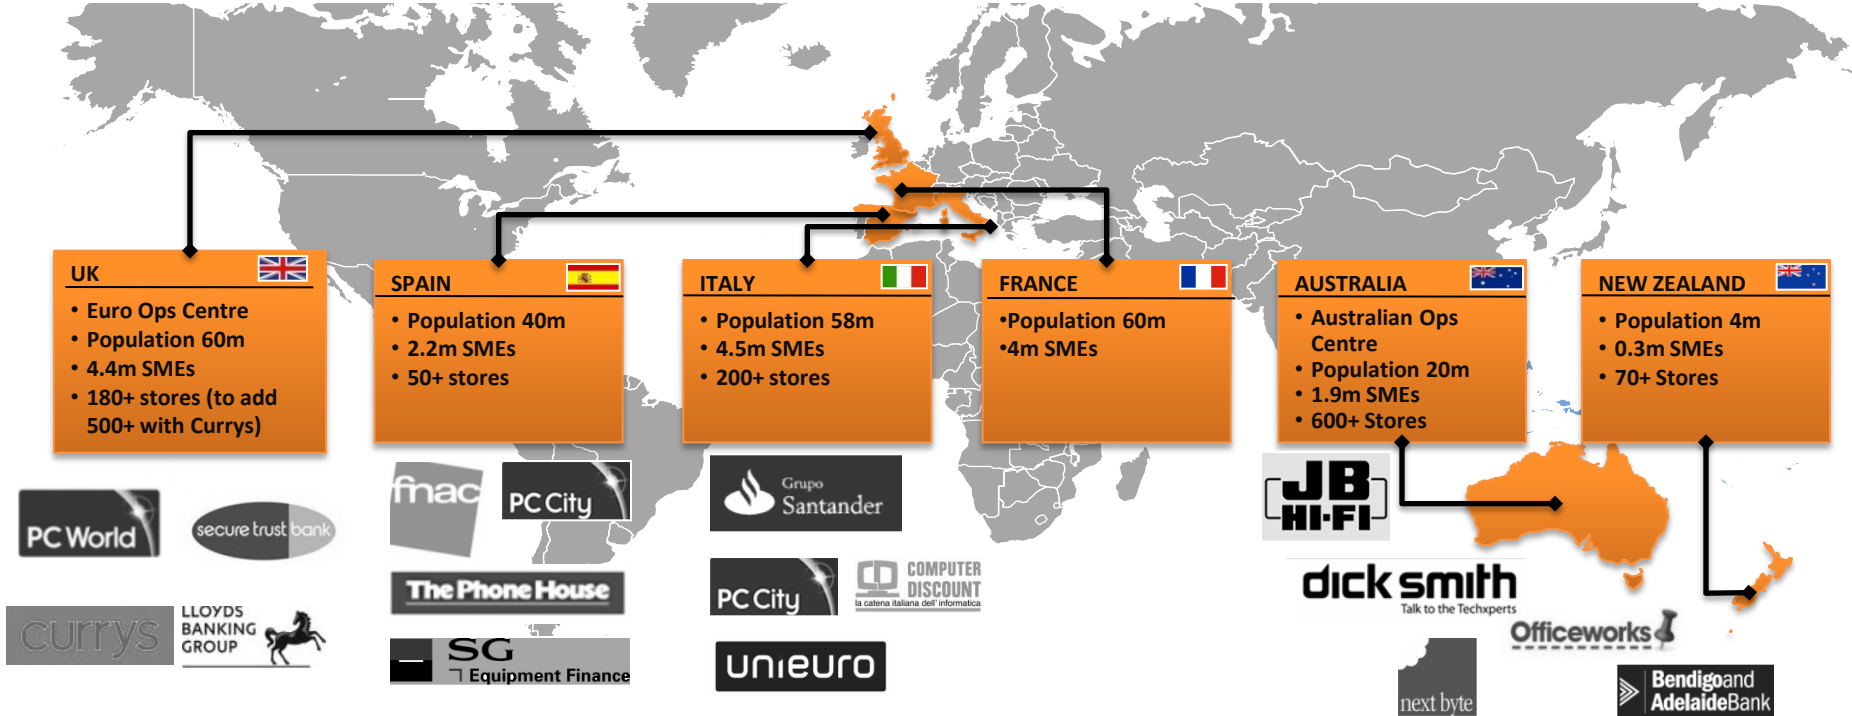 UK
• Euro Ops Centre
• Population 60m
• 4.4m SMEs
• 180+ stores (to add
500+ with Currys)
SPAIN
• Population 40m
• 2.2m SMEs
• 50+ stores
ITALY
• Population 58m
• 4.5m SMEs
• 200+ stores
FRANCE
•Population 60m
•4m SMEs
AUSTRALIA
• Australian Ops
Centre
• Population 20m
• 1.9m SMEs
• 600+ Stores
NEW ZEALAND
• Population 4m
• 0.3m SMEs
• 70+ Stores
PC World
secure trust bank
currys
LLOYDS
BANKING
GROUP
fnac
PC City
The Phone House
SG
Equipment Finance
Grupo
Santander
PC City
COMPUTER
DISCOUNT
la catena italiana dell' informatica
unieuro
JB
HI-FI
dick smith
Talk to the Techxperts
Officeworks
next byte
Bendigoand
AdelaideBank